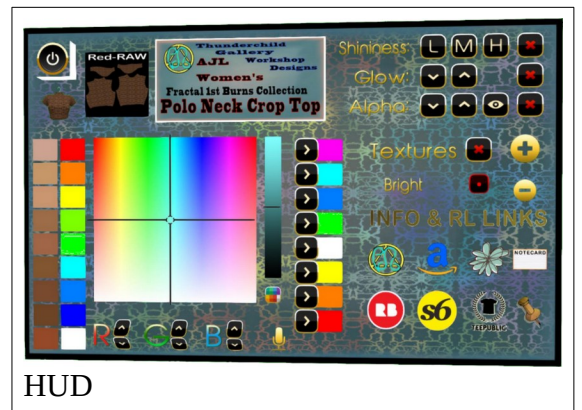 Red-RAW
Thunderchild
Gallery
AJL Workshop
Designs
Women's
Fractal 1st Burns Collection
Polo Neck Crop Top
Shininess: L M H
Glow:
Alpha:
Textures
Bright
INFO & RL LINKS
NOTECARD
RB
s6
TEEPUBLIC
R G B
HUD